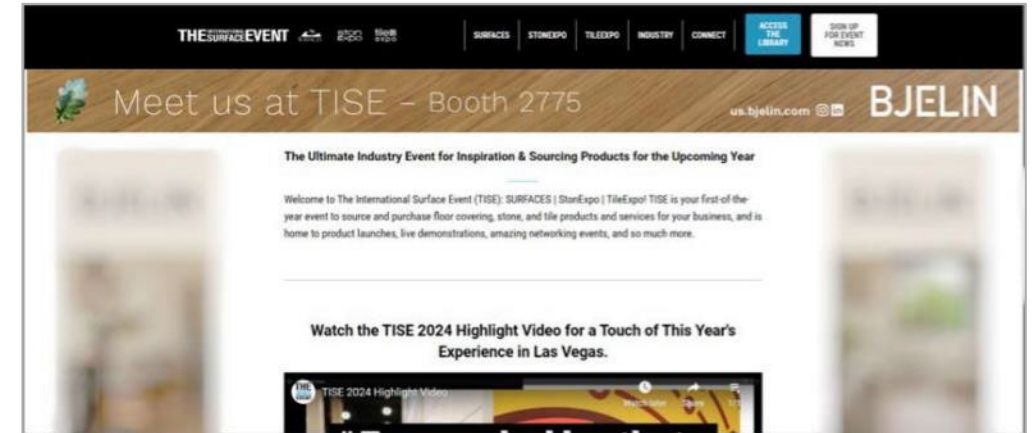 THE INTERNATIONAL SURFACE EVENT
ston expo
tile expo
SURFACES
STONEXPO
TILEEXPO
INDUSTRY
CONNECT
ACCESS
THE
LIBRARY
SIGN UP
FOR EVENT
NEWS
Meet us at TISE – Booth 2775
us.bjelin.com
BJELIN
The Ultimate Industry Event for Inspiration & Sourcing Products for the Upcoming Year
Welcome to The International Surface Event (TISE): SURFACES | StonExpo | TileExpo! TISE is your first-of-the-
year event to source and purchase floor covering, stone, and tile products and services for your business, and is
home to product launches, live demonstrations, amazing networking events, and so much more.
Watch the TISE 2024 Highlight Video for a Touch of This Year's
Experience in Las Vegas.
TISE 2024 Highlight Video
Watch later
Share